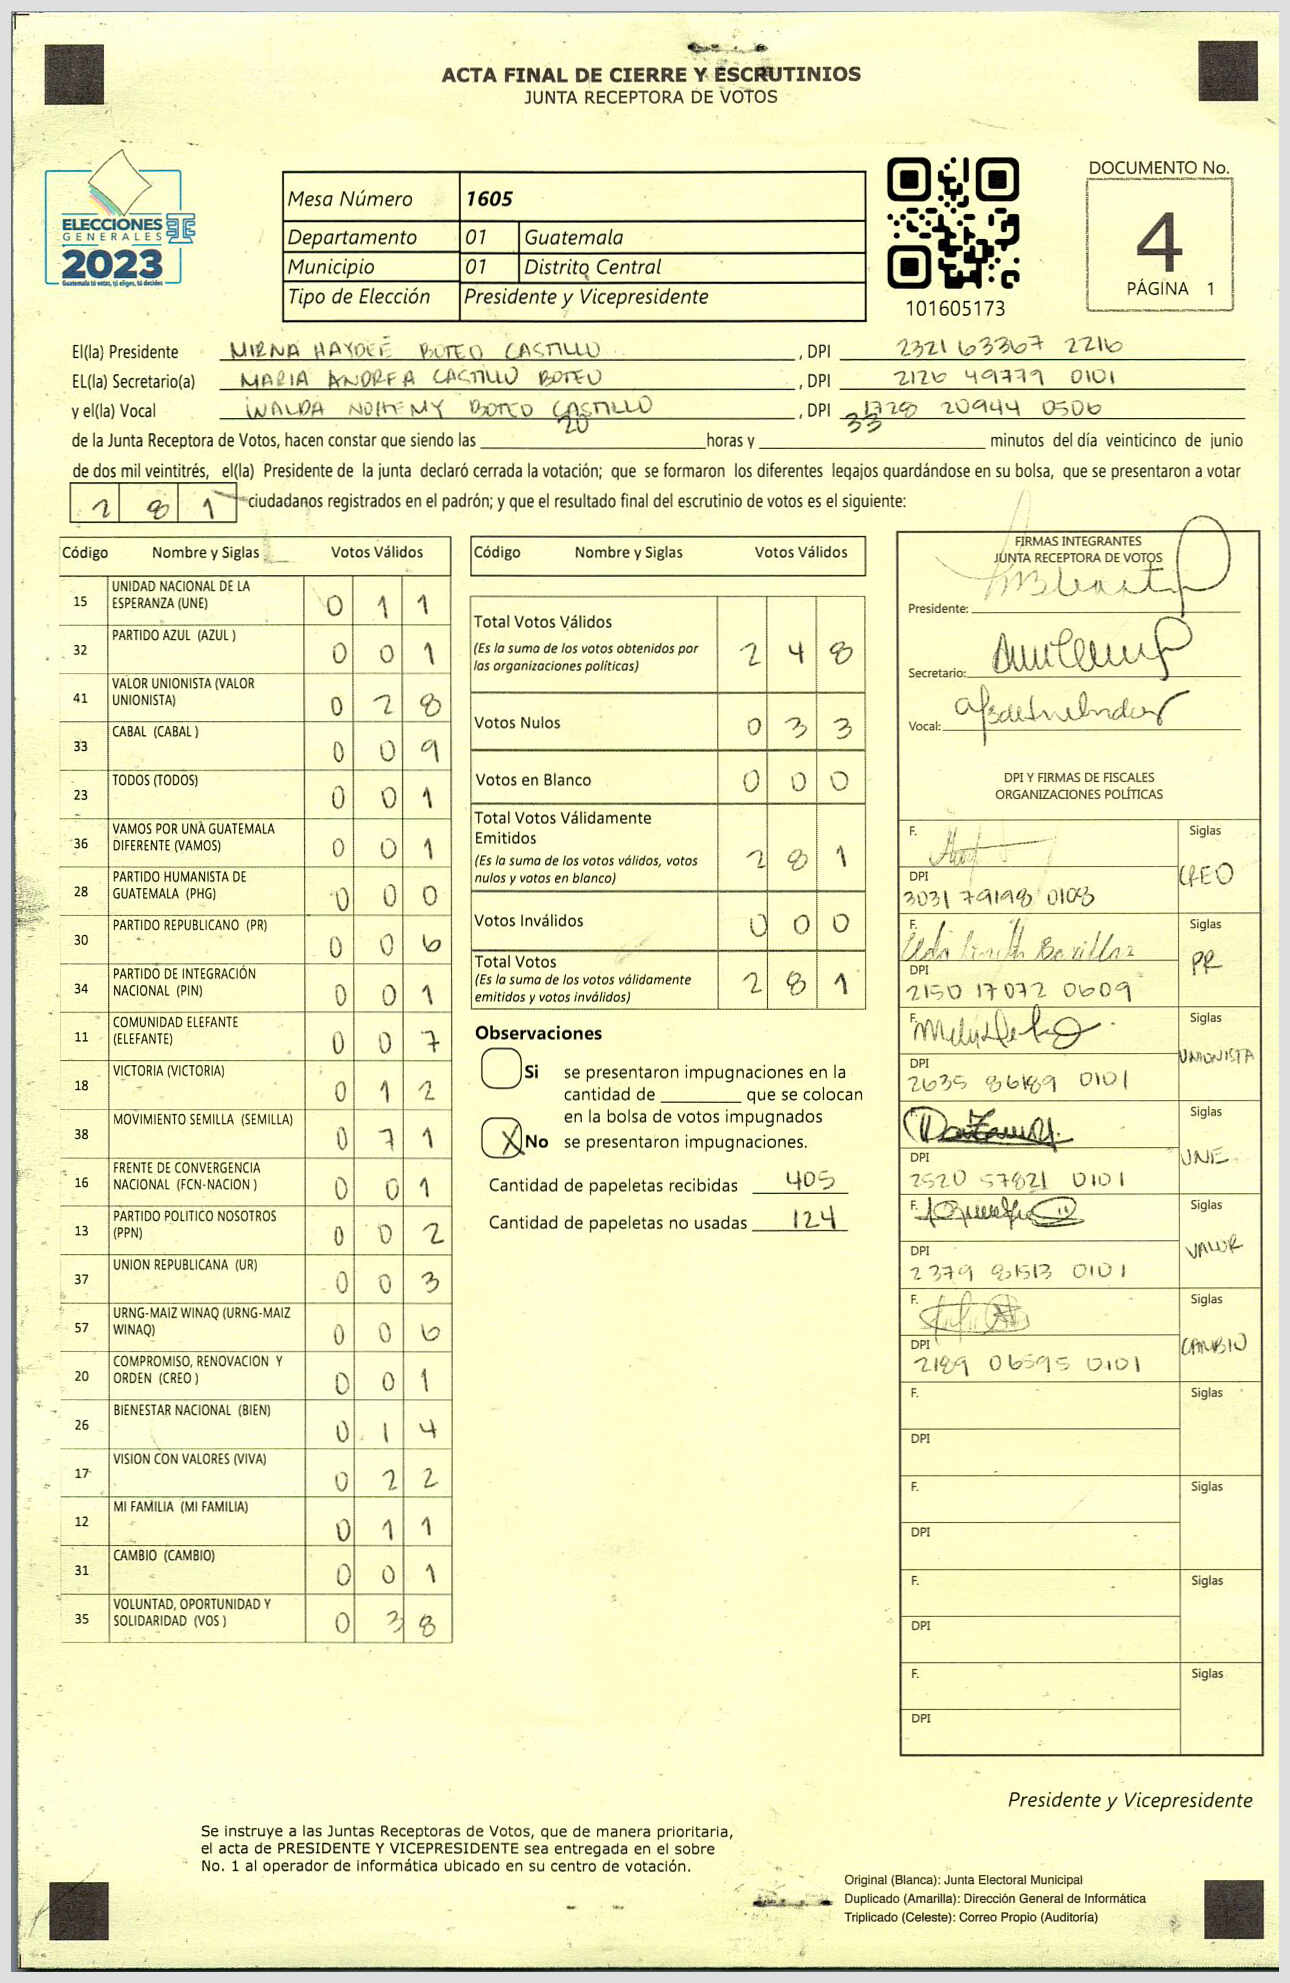 ACTA FINAL DE CIERRE Y ESCRUTINIOS
JUNTA RECEPTORA DE VOTOS
ELECCIONES
GENERALES
2023
Guatemala tú votas, tú eliges, tú decides
Mesa Número 1605
Departamento 01 Guatemala
Municipio 01 Distrito Central
Tipo de Elección Presidente y Vicepresidente
101605173
DOCUMENTO No.
4
PÁGINA 1
El(la) Presidente MIRNA HAYDEÉ BOTEO CASTILLO, DPI 2321 63367 2216
EL(la) Secretario(a) MARIA ANDREA CASTILLO BOTEO, DPI 2126 49779 0101
y el(la) Vocal WALDA NOHEMY BOTEO CASTILLO, DPI 1728 20944 0506
de la Junta Receptora de Votos, hacen constar que siendo las 20 horas y 33 minutos del día veinticinco de junio
de dos mil veintitrés, el(la) Presidente de la junta declaró cerrada la votación; que se formaron los diferentes legajos guardándose en su bolsa, que se presentaron a votar
281 ciudadanos registrados en el padrón; y que el resultado final del escrutinio de votos es el siguiente:
Código Nombre y Siglas Votos Válidos
15 UNIDAD NACIONAL DE LA ESPERANZA (UNE) 0 1 1
32 PARTIDO AZUL (AZUL ) 0 0 1
41 VALOR UNIONISTA (VALOR UNIONISTA) 0 2 8
33 CABAL (CABAL ) 0 0 9
23 TODOS (TODOS) 0 0 1
36 VAMOS POR UNA GUATEMALA DIFERENTE (VAMOS) 0 0 1
28 PARTIDO HUMANISTA DE GUATEMALA (PHG) 0 0 0
30 PARTIDO REPUBLICANO (PR) 0 0 6
34 PARTIDO DE INTEGRACIÓN NACIONAL (PIN) 0 0 1
11 COMUNIDAD ELEFANTE (ELEFANTE) 0 0 7
18 VICTORIA (VICTORIA) 0 1 2
38 MOVIMIENTO SEMILLA (SEMILLA) 0 7 1
16 FRENTE DE CONVERGENCIA NACIONAL (FCN-NACION ) 0 0 1
13 PARTIDO POLITICO NOSOTROS (PPN) 0 0 2
37 UNION REPUBLICANA (UR) 0 0 3
57 URNG-MAIZ WINAQ (URNG-MAIZ WINAQ) 0 0 6
20 COMPROMISO, RENOVACION Y ORDEN (CREO ) 0 0 1
26 BIENESTAR NACIONAL (BIEN) 0 1 4
17 VISION CON VALORES (VIVA) 0 2 2
12 MI FAMILIA (MI FAMILIA) 0 1 1
31 CAMBIO (CAMBIO) 0 0 1
35 VOLUNTAD, OPORTUNIDAD Y SOLIDARIDAD (VOS ) 0 3 8
Código Nombre y Siglas Votos Válidos
Total Votos Válidos 2 4 8
(Es la suma de los votos obtenidos por
las organizaciones políticas)
Votos Nulos 0 3 3
Votos en Blanco 0 0 0
Total Votos Válidamente
Emitidos 2 8 1
(Es la suma de los votos válidos, votos
nulos y votos en blanco)
Votos Inválidos 0 0 0
Total Votos 2 8 1
(Es la suma de los votos válidamente
emitidos y votos inválidos)
Observaciones
Si se presentaron impugnaciones en la
cantidad de ________ que se colocan
en la bolsa de votos impugnados
X No se presentaron impugnaciones.
Cantidad de papeletas recibidas 405
Cantidad de papeletas no usadas 124
FIRMAS INTEGRANTES
JUNTA RECEPTORA DE VOTOS
Presidente:
Secretario:
Vocal:
DPI Y FIRMAS DE FISCALES
ORGANIZACIONES POLÍTICAS
F. Siglas CREO
DPI 3031 79198 0108
F. Siglas PR
DPI 2150 17072 0609
F. Siglas UNIONISTA
DPI 2635 86189 0101
F. Siglas UNE
DPI 2520 57821 0101
F. Siglas VALOR
DPI 2379 81513 0101
F. Siglas CAMBIO
DPI 2189 06595 0101
F. Siglas
DPI
F. Siglas
DPI
F. Siglas
DPI
F. Siglas
DPI
Presidente y Vicepresidente
Se instruye a las Juntas Receptoras de Votos, que de manera prioritaria,
el acta de PRESIDENTE Y VICEPRESIDENTE sea entregada en el sobre
No. 1 al operador de informática ubicado en su centro de votación.
Original (Blanca): Junta Electoral Municipal
Duplicado (Amarilla): Dirección General de Informática
Triplicado (Celeste): Correo Propio (Auditoría)